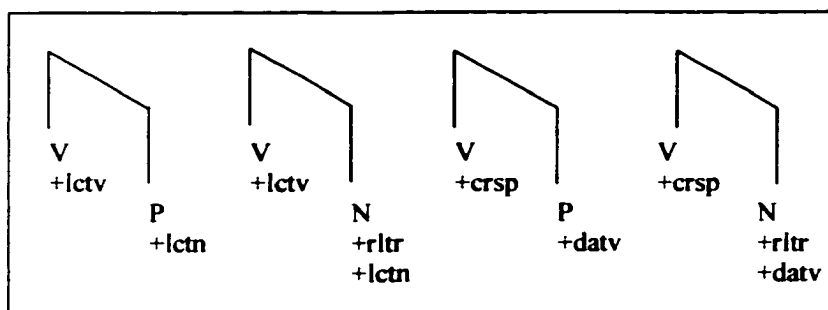 V V V V
+lctv +lctv +crsp +crsp
P N P N
+lctn +rltr +datv +rltr
+lctn +datv